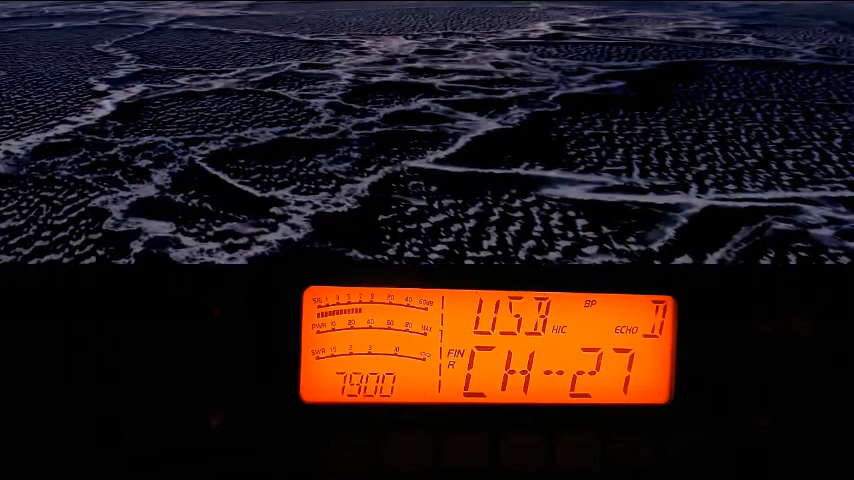 SIG 1 3 5 7 9 20 40 60dB
USB HIC BP ECHO D
PWR 10 20 40 60 80 MAX
SWR 1.5 2 3 10 ∞
FIN R CH-27
7900